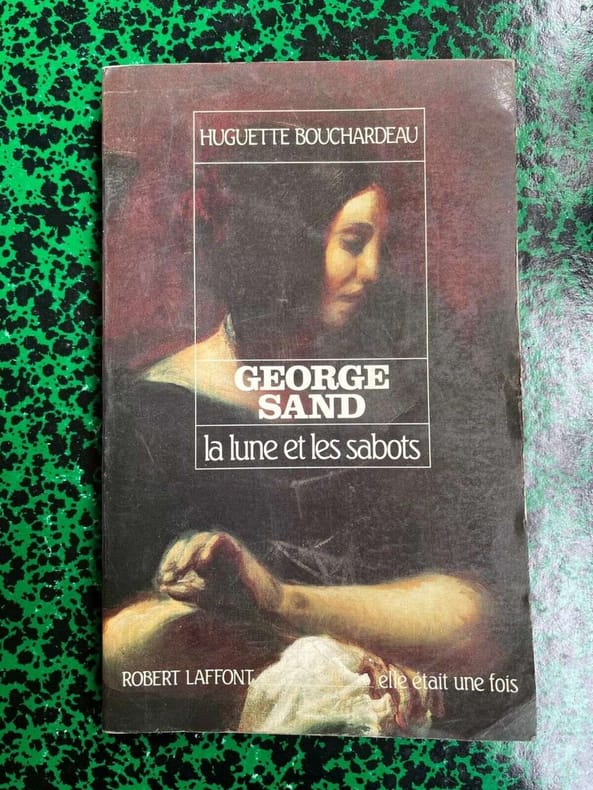 HUGUETTE BOUCHARDEAU
GEORGE
SAND
la lune et les sabots
ROBERT LAFFONT
elle était une fois